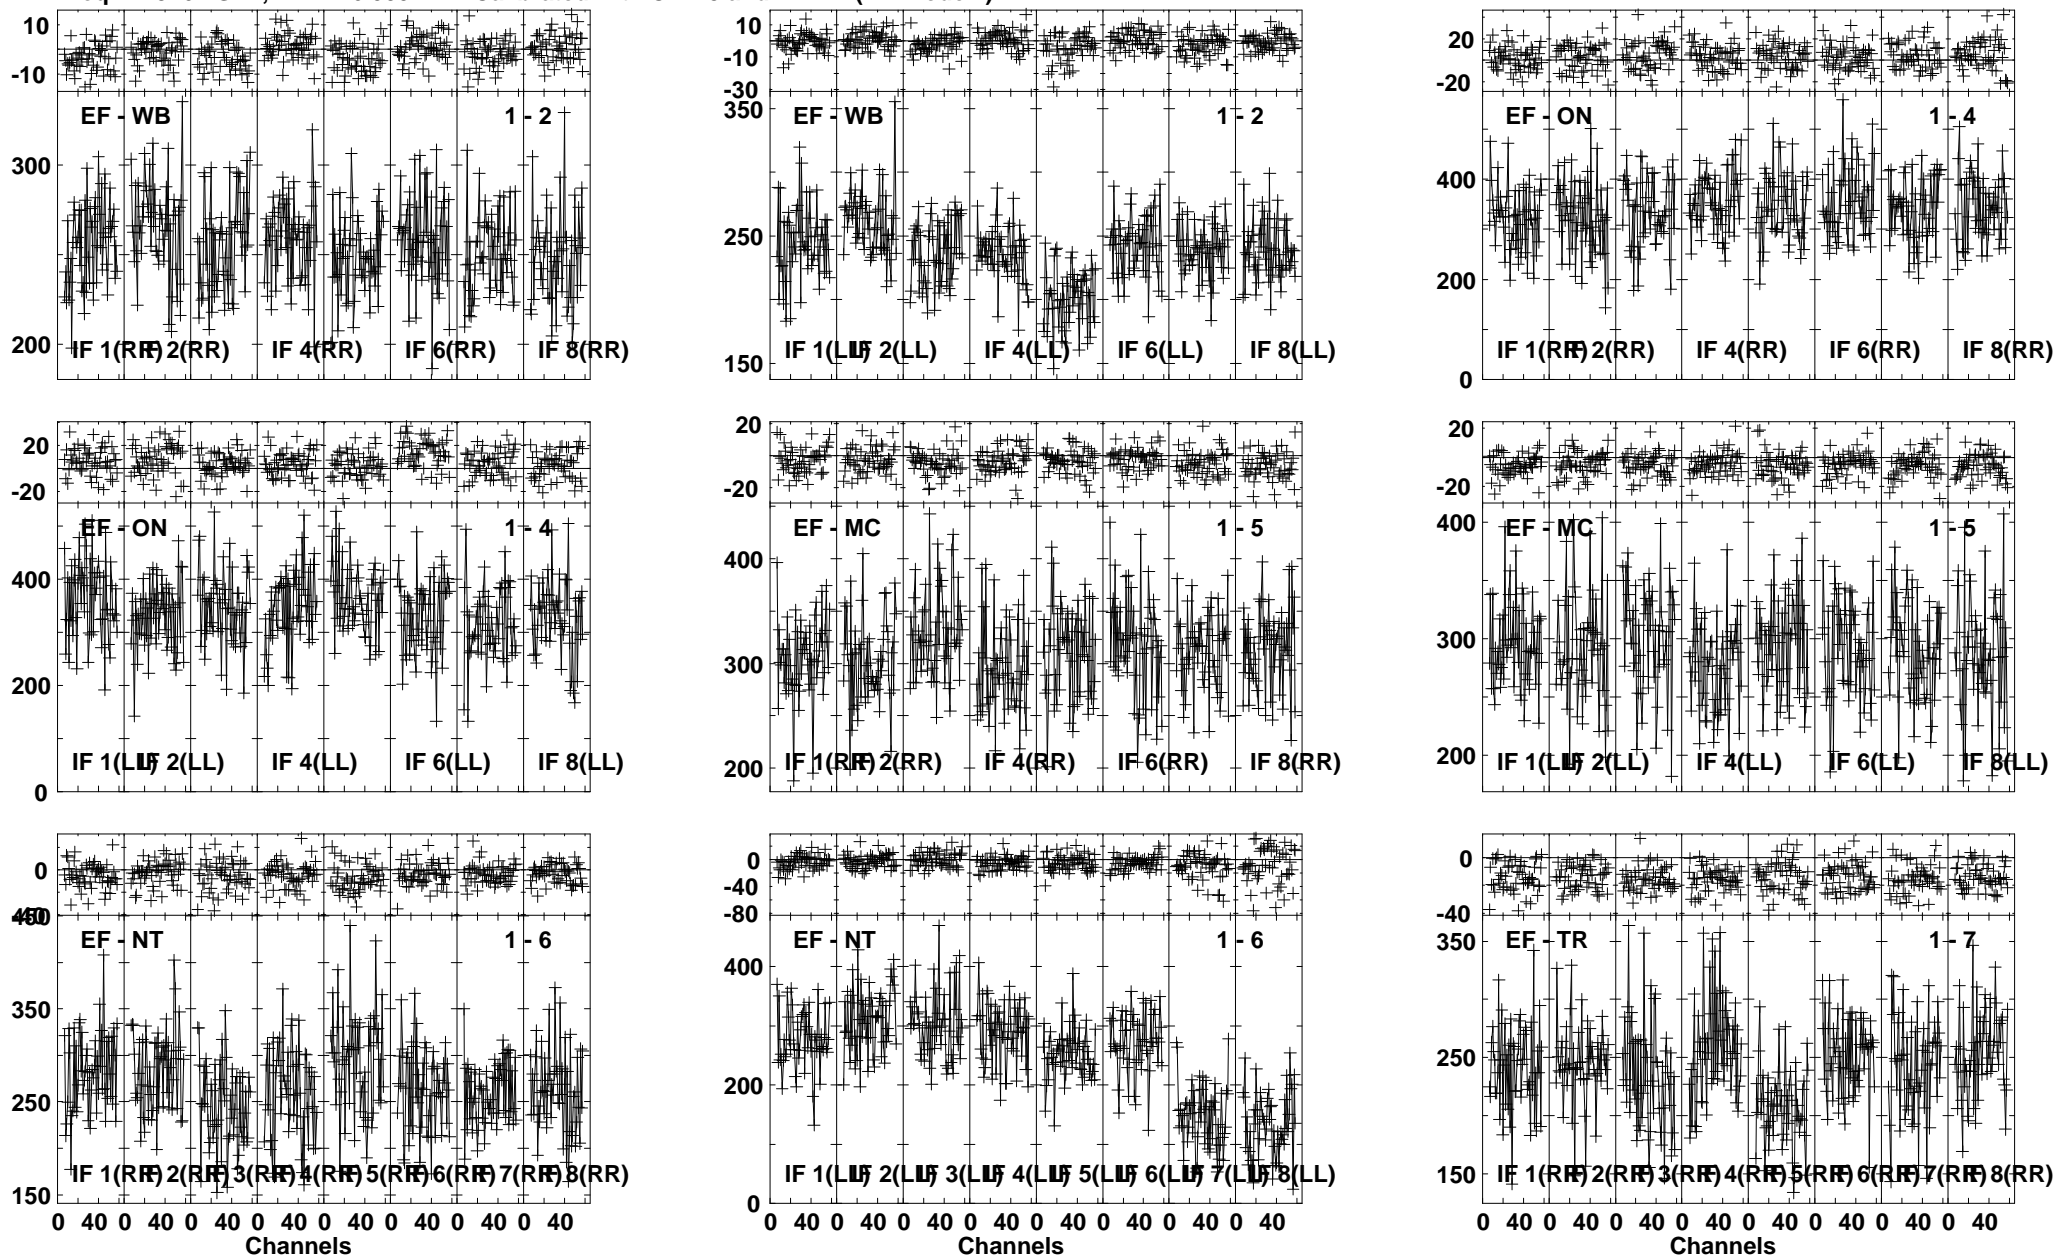 10
-10
EF - WB 1 - 2
300
200
IF 1(RR) IF 2(RR) IF 4(RR) IF 6(RR) IF 8(RR)
10
-10
-30
350
EF - WB 1 - 2
250
150
IF 1(LL) IF 2(LL) IF 4(LL) IF 6(LL) IF 8(LL)
20
-20
EF - ON 1 - 4
400
200
0
IF 1(RR) IF 2(RR) IF 4(RR) IF 6(RR) IF 8(RR)
20
-20
EF - ON 1 - 4
400
200
0
IF 1(LL) IF 2(LL) IF 4(LL) IF 6(LL) IF 8(LL)
20
-20
EF - MC 1 - 5
400
300
200
IF 1(RR) IF 2(RR) IF 4(RR) IF 6(RR) IF 8(RR)
20
-20
EF - MC 1 - 5
400
300
200
IF 1(LL) IF 2(LL) IF 4(LL) IF 6(LL) IF 8(LL)
0
EF - NT 1 - 6
350
250
150
IF 1(RR) IF 2(RR) IF 3(RR) IF 4(RR) IF 5(RR) IF 6(RR) IF 7(RR) IF 8(RR)
0 40 0 40 0 40 0 40 0 40 0 40 0 40 0 40
Channels
0
-40
-80
EF - NT 1 - 6
400
200
0
IF 1(LL) IF 2(LL) IF 3(LL) IF 4(LL) IF 5(LL) IF 6(LL) IF 7(LL) IF 8(LL)
0 40 0 40 0 40 0 40 0 40 0 40 0 40 0 40
Channels
0
-40
350
EF - TR 1 - 7
250
150
IF 1(RR) IF 2(RR) IF 3(RR) IF 4(RR) IF 5(RR) IF 6(RR) IF 7(RR) IF 8(RR)
0 40 0 40 0 40 0 40 0 40 0 40 0 40 0 40
Channels